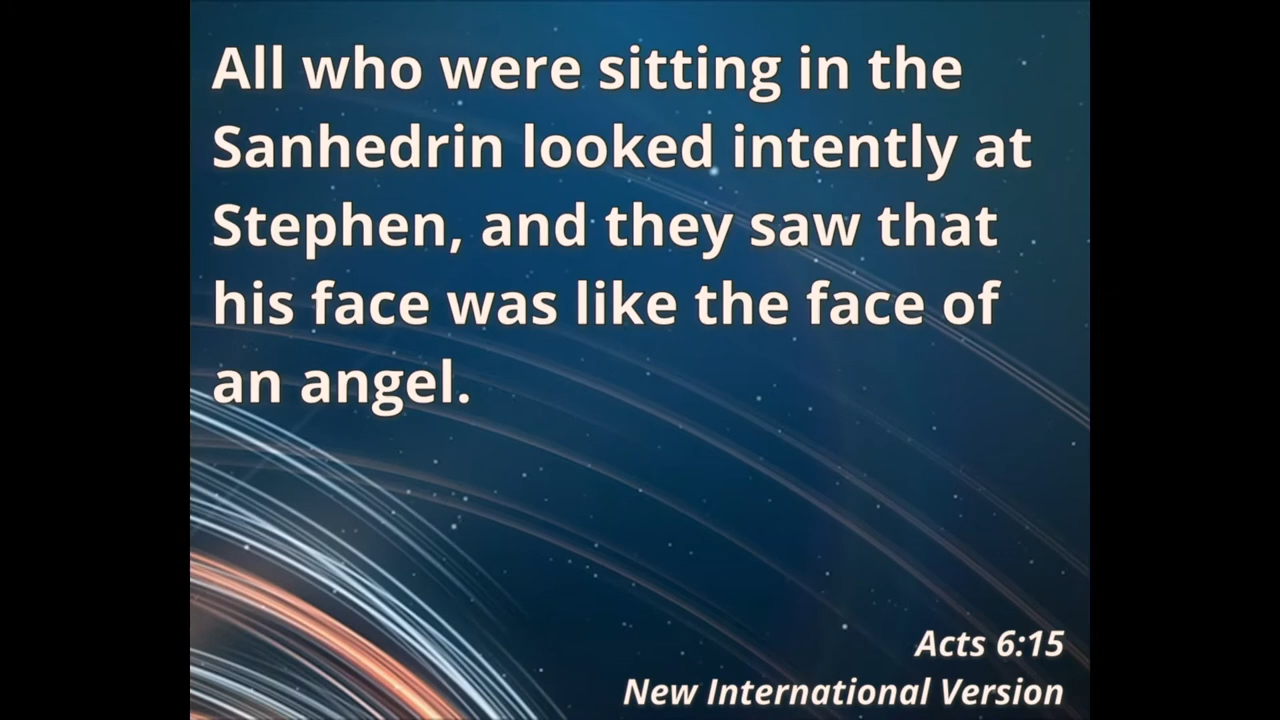 All who were sitting in the
Sanhedrin looked intently at
Stephen, and they saw that
his face was like the face of
an angel.
Acts 6:15
New International Version